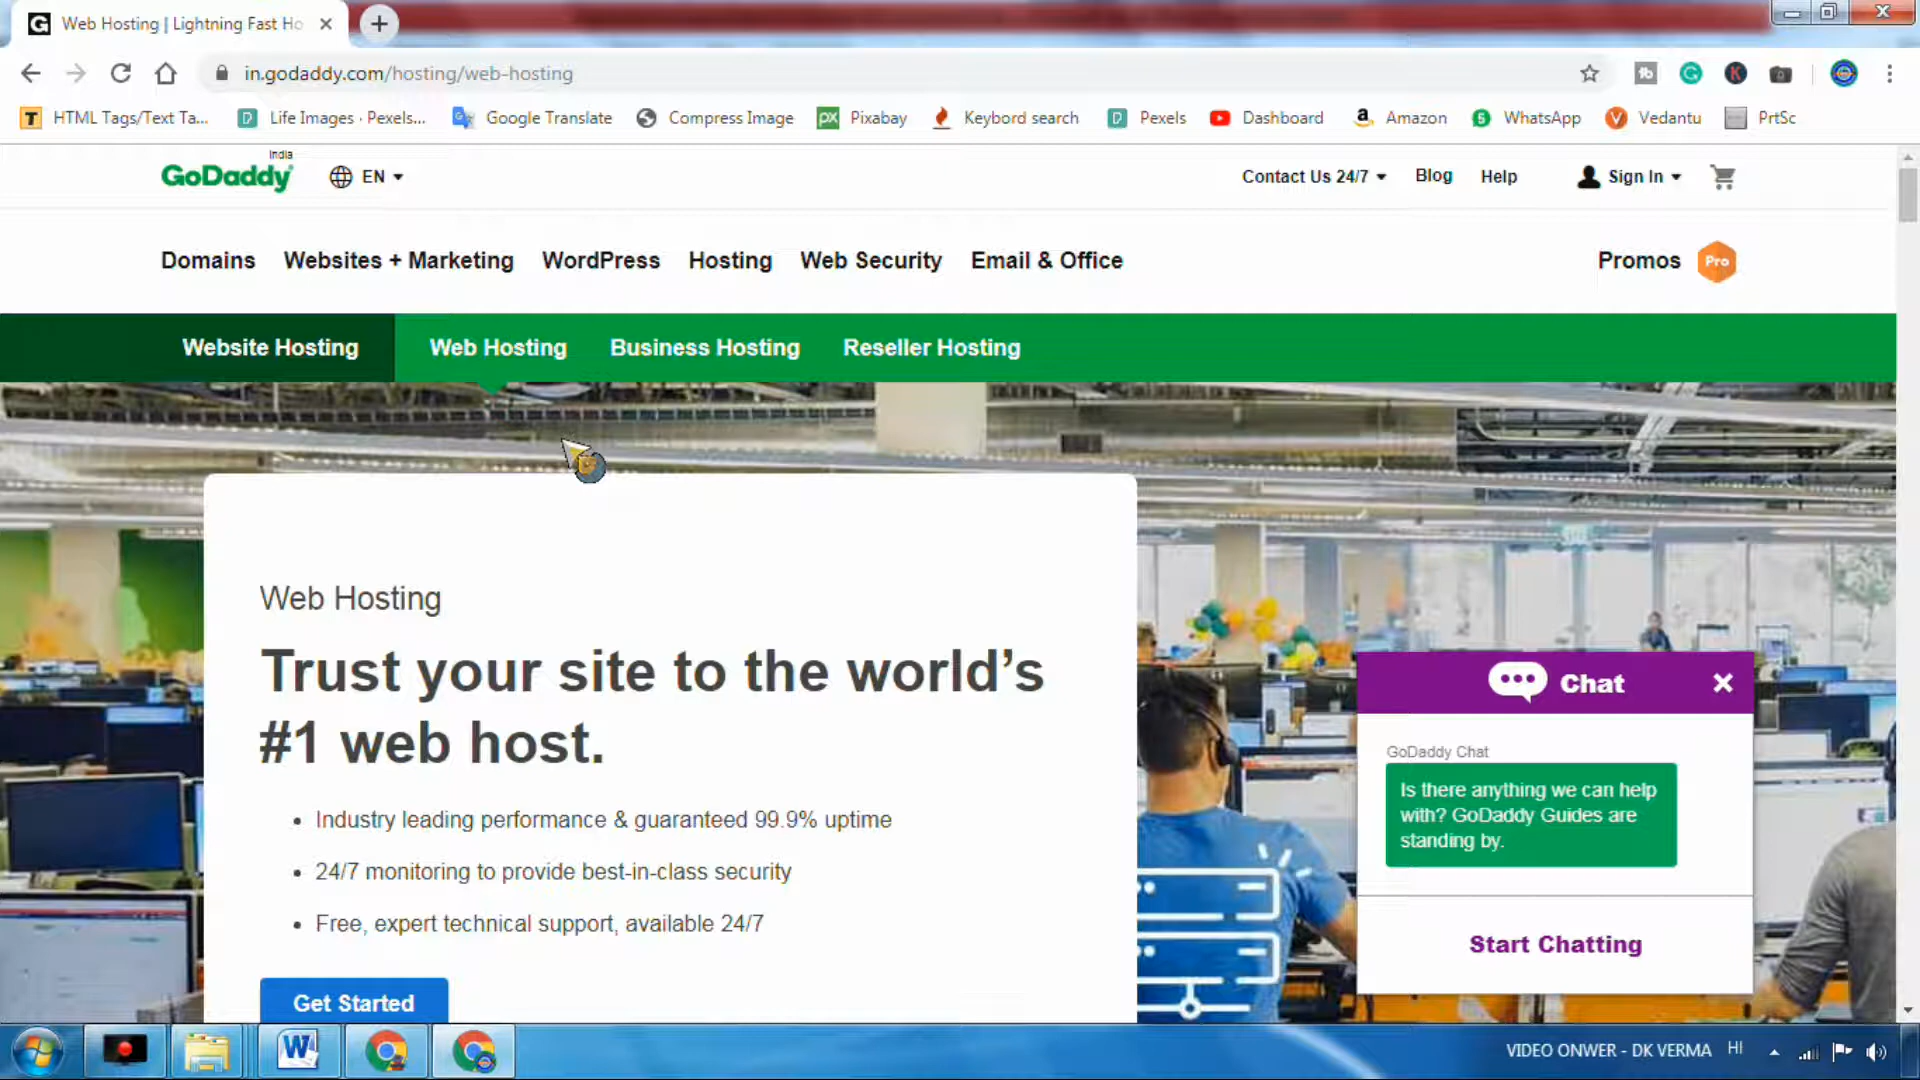 Web Hosting | Lightning Fast Ho
in.godaddy.com/hosting/web-hosting
HTML Tags/Text Ta...
Life Images · Pexels...
Google Translate
Compress Image
Pixabay
Keybord search
Pexels
Dashboard
Amazon
WhatsApp
Vedantu
PrtSc
India
GoDaddy
EN
Contact Us 24/7
Blog
Help
Sign In
Domains
Websites + Marketing
WordPress
Hosting
Web Security
Email & Office
Promos
Pro
Website Hosting
Web Hosting
Business Hosting
Reseller Hosting
Web Hosting
Trust your site to the world's
#1 web host.
• Industry leading performance & guaranteed 99.9% uptime
• 24/7 monitoring to provide best-in-class security
• Free, expert technical support, available 24/7
Get Started
Chat
GoDaddy Chat
Is there anything we can help
with? GoDaddy Guides are
standing by.
Start Chatting
VIDEO ONWER - DK VERMA
HI